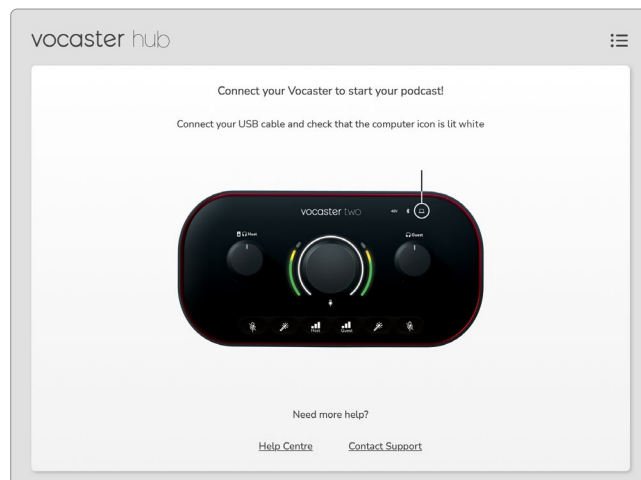 vocaster hub
Connect your Vocaster to start your podcast!
Connect your USB cable and check that the computer icon is lit white
vocaster two
48V
Host
Guest
Host
Guest
Need more help?
Help Centre Contact Support